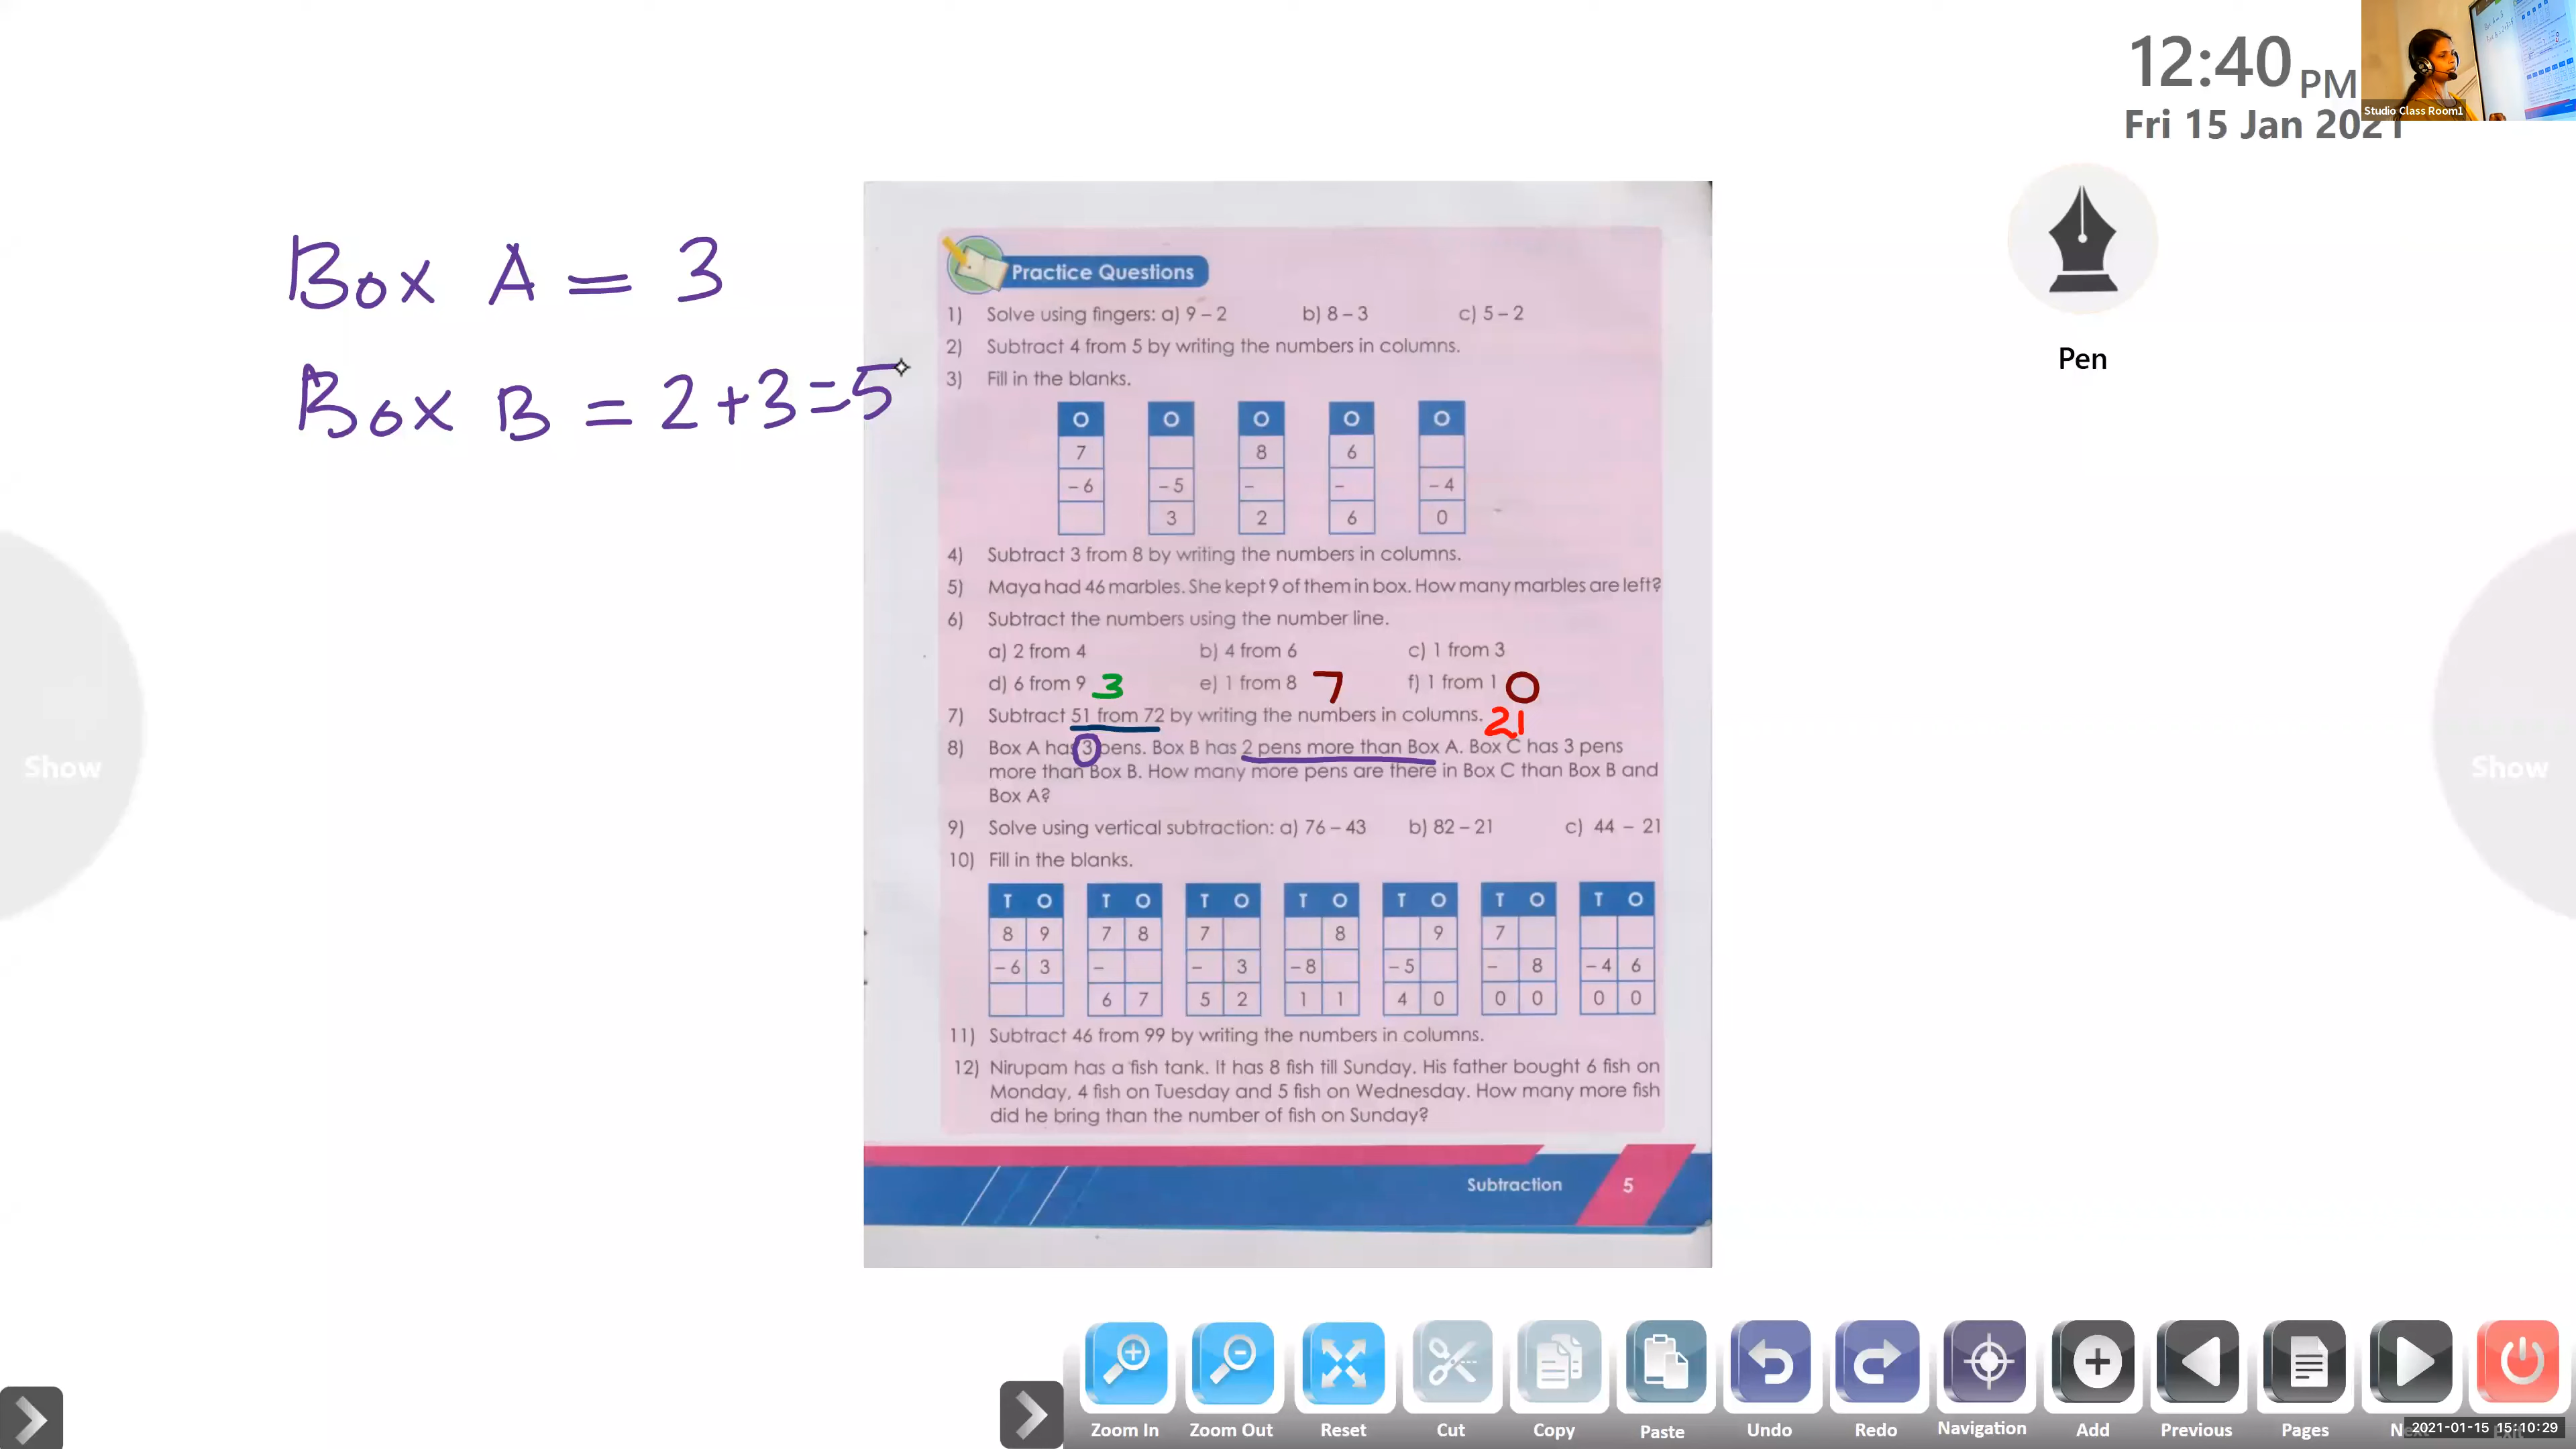 12:40 PM
Fri 15 Jan 2021
Studio Class Room1
Pen
Box A = 3
Box B = 2+3=5
Practice Questions
1) Solve using fingers: a) 9 – 2 b) 8 – 3 c) 5 – 2
2) Subtract 4 from 5 by writing the numbers in columns.
3) Fill in the blanks.
O O O O O
7 8 6
– 6 – 5 – – – 4
3 2 6 0
4) Subtract 3 from 8 by writing the numbers in columns.
5) Maya had 46 marbles. She kept 9 of them in box. How many marbles are left?
6) Subtract the numbers using the number line.
a) 2 from 4 b) 4 from 6 c) 1 from 3
d) 6 from 9 3 e) 1 from 8 7 f) 1 from 1 0
7) Subtract 51 from 72 by writing the numbers in columns. 21
8) Box A has 3 pens. Box B has 2 pens more than Box A. Box C has 3 pens
more than Box B. How many more pens are there in Box C than Box B and
Box A?
9) Solve using vertical subtraction: a) 76 – 43 b) 82 – 21 c) 44 – 21
10) Fill in the blanks.
T O T O T O T O T O T O T O
8 9 7 8 7 8 9 7
– 6 3 – – 3 – 8 – 5 – 8 – 4 6
6 7 5 2 1 1 4 0 0 0 0 0
11) Subtract 46 from 99 by writing the numbers in columns.
12) Nirupam has a fish tank. It has 8 fish till Sunday. His father bought 6 fish on
Monday, 4 fish on Tuesday and 5 fish on Wednesday. How many more fish
did he bring than the number of fish on Sunday?
Subtraction 5
Show Show
Zoom In Zoom Out Reset Cut Copy Paste Undo Redo Navigation Add Previous Pages
2021-01-15 15:10:29